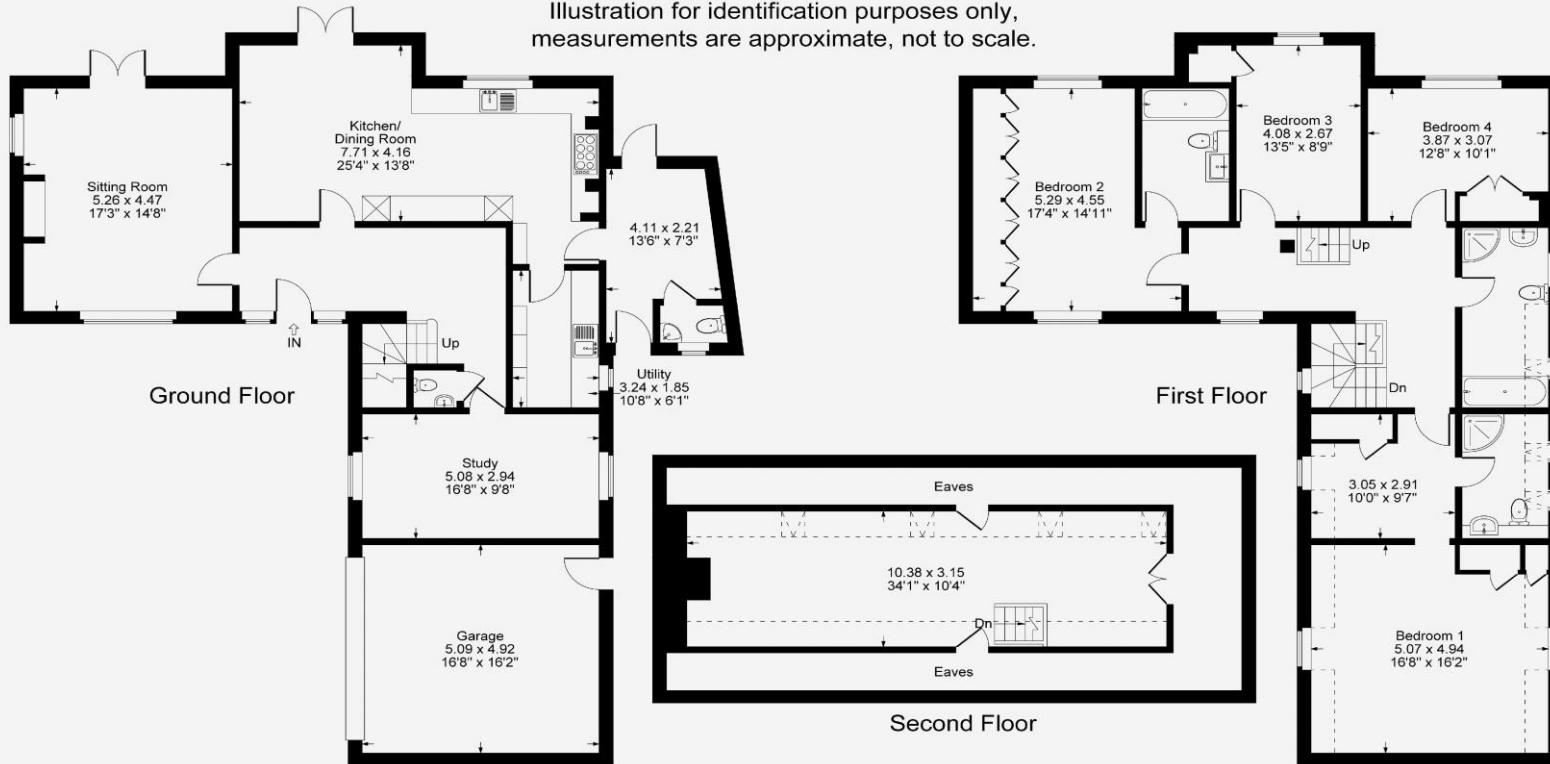 Illustration for identification purposes only,
measurements are approximate, not to scale.
Kitchen/
Dining Room
7.71 x 4.16
25'4" x 13'8"
Sitting Room
5.26 x 4.47
17'3" x 14'8"
4.11 x 2.21
13'6" x 7'3"
IN
Up
Utility
3.24 x 1.85
10'8" x 6'1"
Ground Floor
Study
5.08 x 2.94
16'8" x 9'8"
Garage
5.09 x 4.92
16'8" x 16'2"
Bedroom 2
5.29 x 4.55
17'4" x 14'11"
Bedroom 3
4.08 x 2.67
13'5" x 8'9"
Bedroom 4
3.87 x 3.07
12'8" x 10'1"
Up
Dn
First Floor
3.05 x 2.91
10'0" x 9'7"
Bedroom 1
5.07 x 4.94
16'8" x 16'2"
Eaves
10.38 x 3.15
34'1" x 10'4"
Dn
Eaves
Second Floor